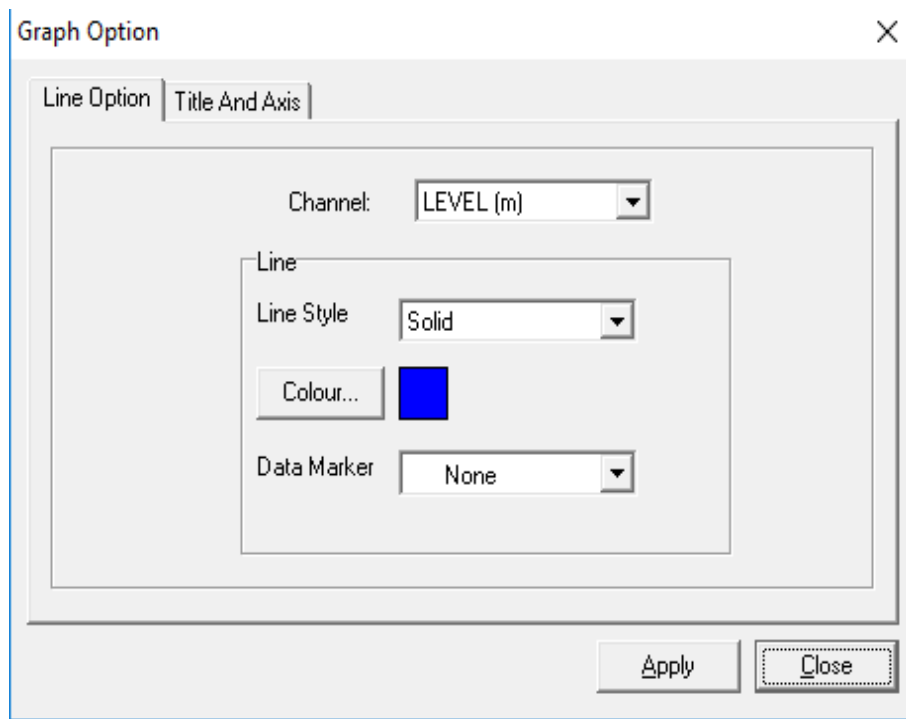 Graph Option
Line Option
Title And Axis
Channel:
LEVEL (m)
Line
Line Style
Solid
Colour...
Data Marker
None
Apply
Close